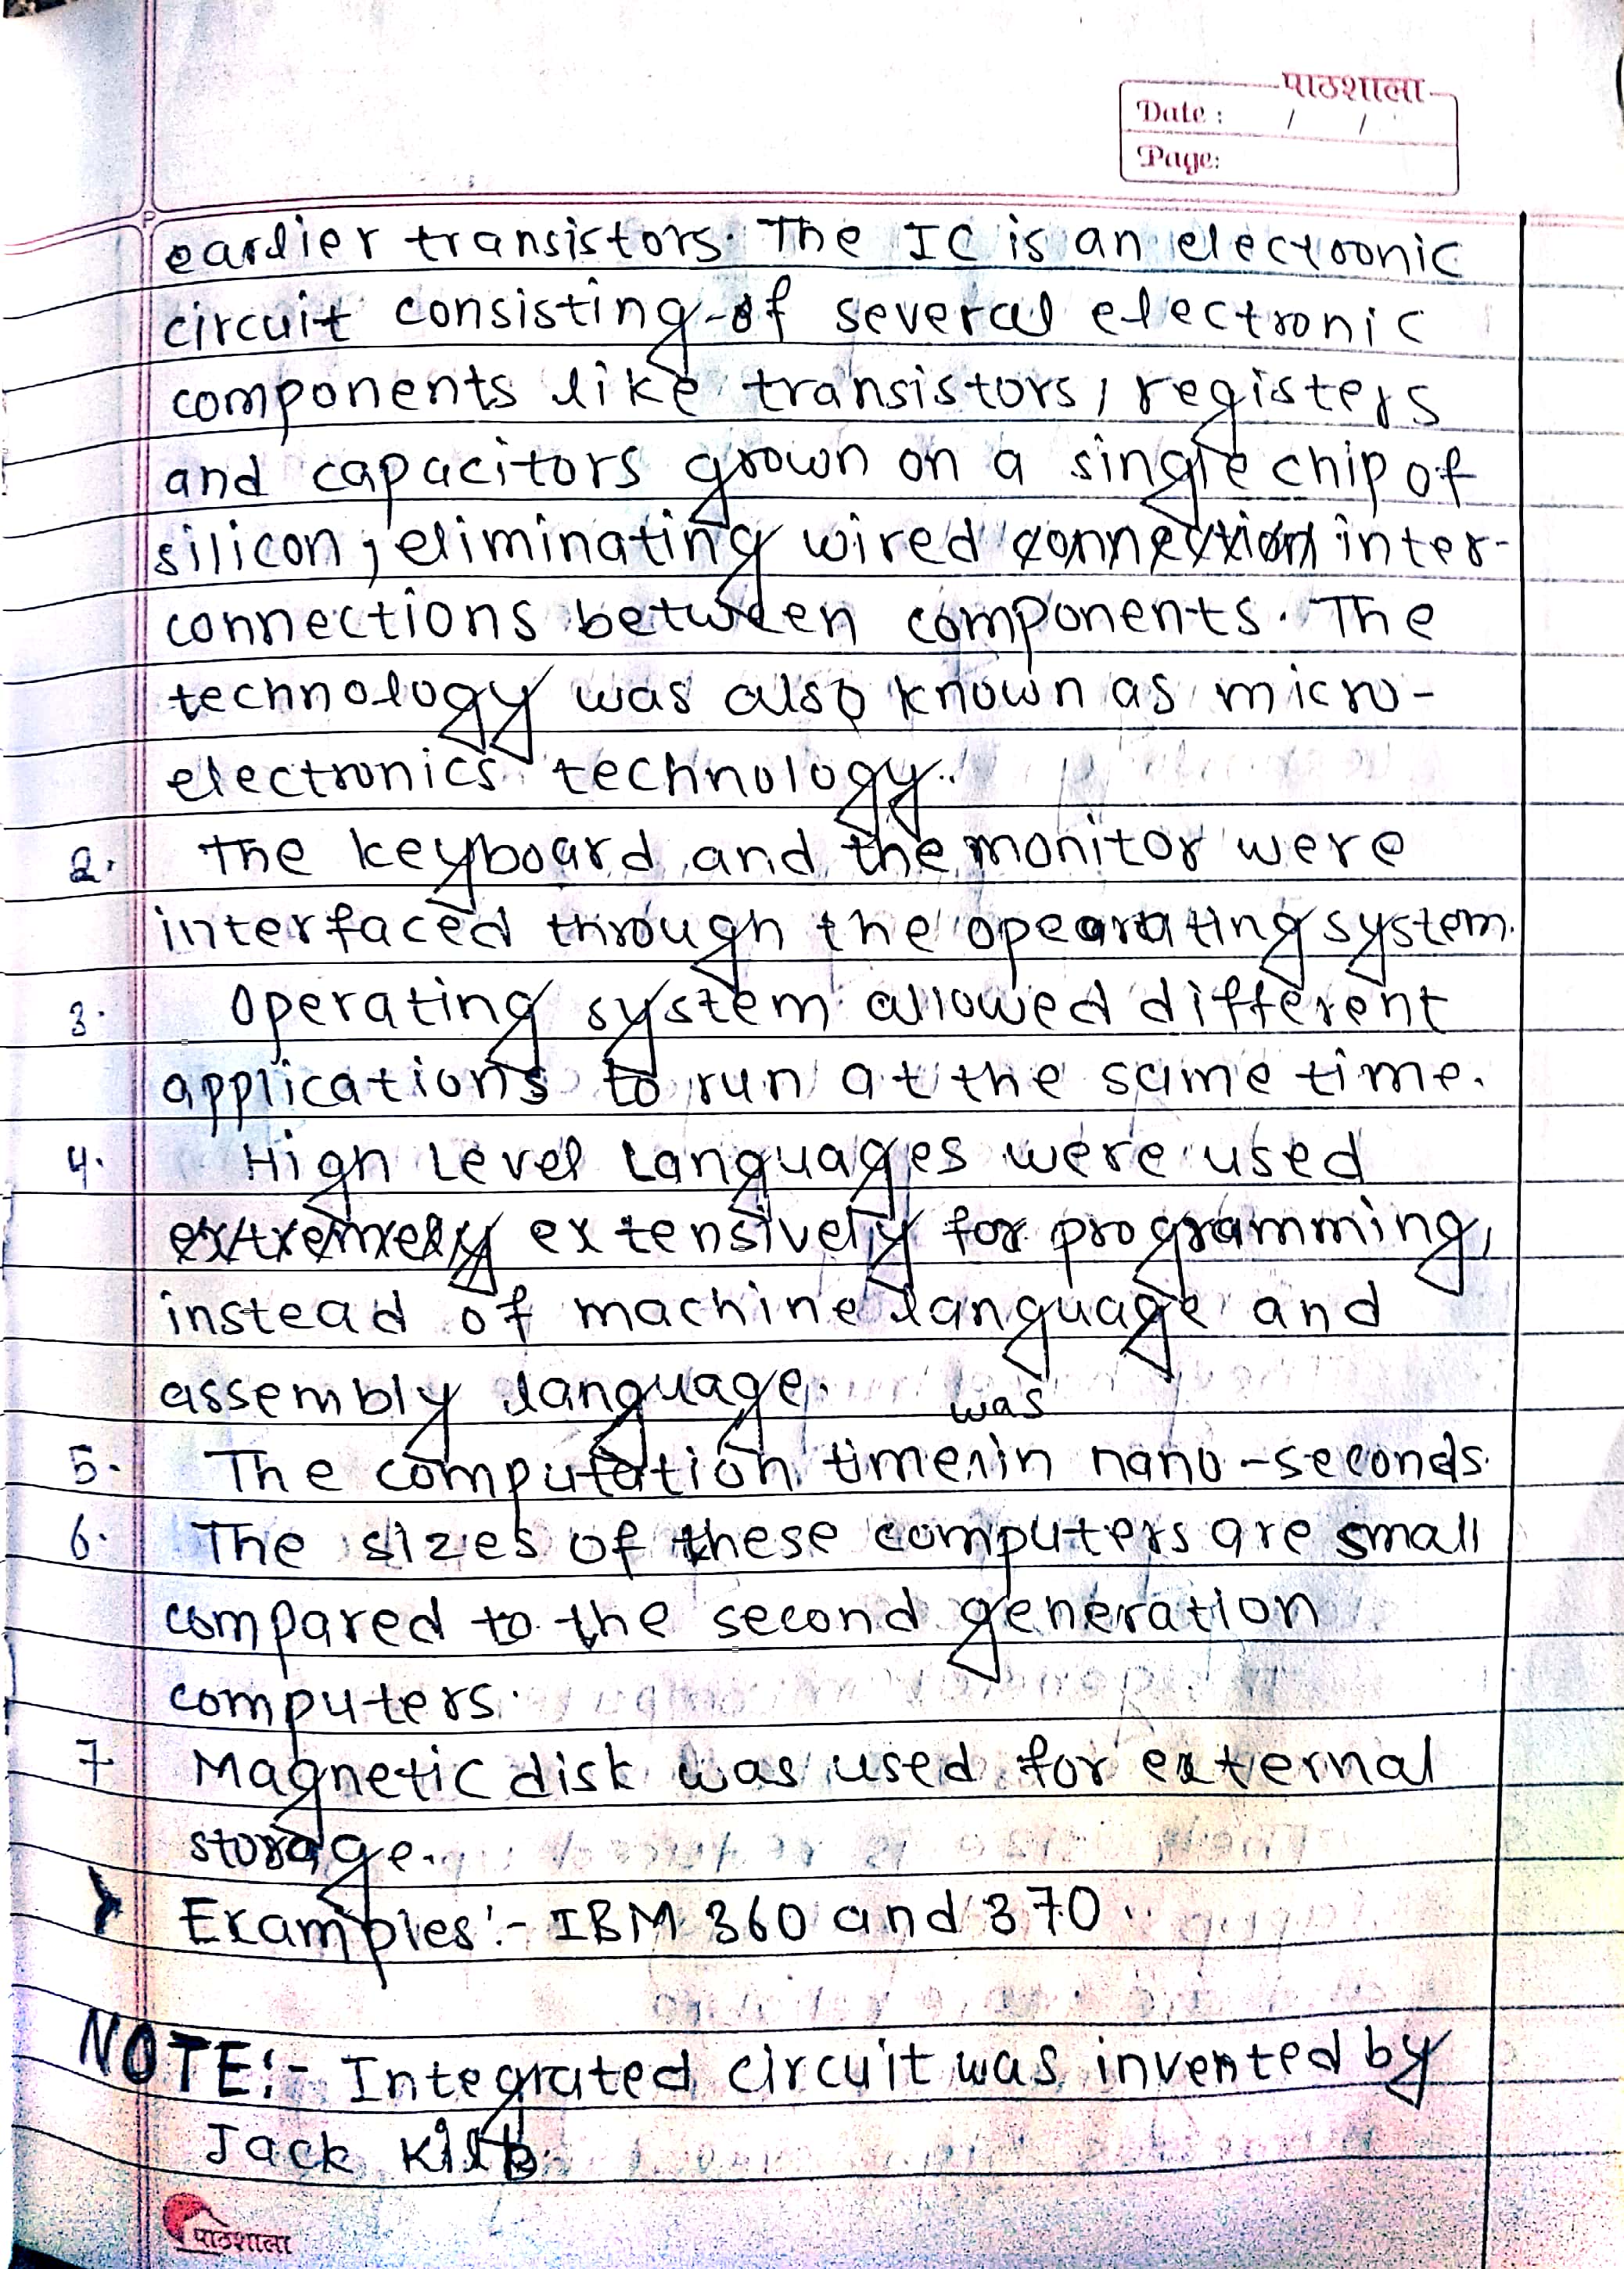 पाठशाला
Date : / /
Page:
earlier transistors. The IC is an electroonic
circuit consisting of several electronic
components like transistors, registers
and capacitors grown on a single chip of
silicon, eliminating wired connection inter-
connections between components. The
technology was also known as micro-
electronics technology.
2. The keyboard and the monitor were
interfaced through the opearating system.
3. Operating system allowed different
applications to run at the same time.
4. High Level Languages were used
extremely extensively for programming,
instead of machine language and
assembly language.
was
5. The computation time in nano-seconds.
6. The sizes of these computers are small
compared to the second generation
computers.
7. Magnetic disk was used for external
storage.
Examples:- IBM 360 and 370.
NOTE:- Integrated circuit was invented by
Jack
पाठशाला